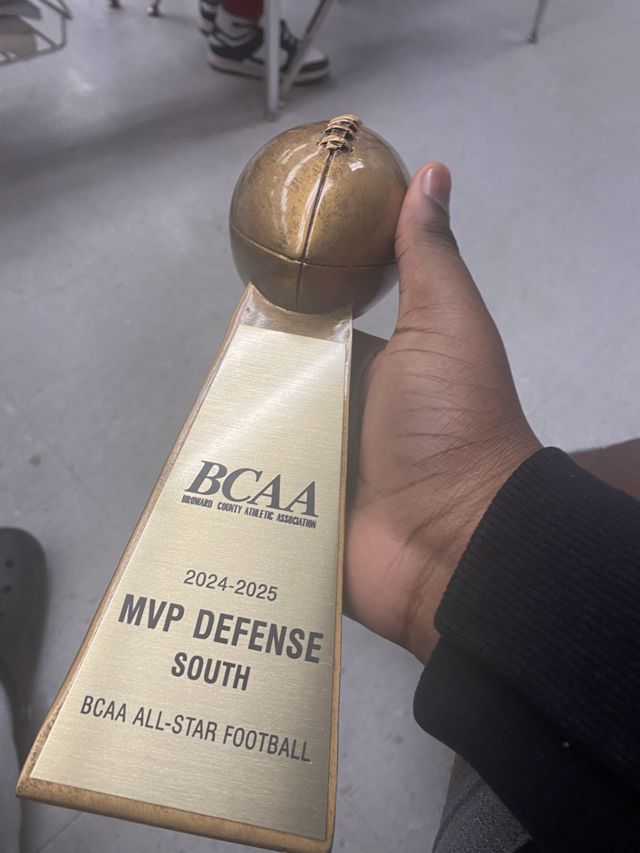 BCAA
BROWARD COUNTY ATHLETIC ASSOCIATION
2024-2025
MVP DEFENSE
SOUTH
BCAA ALL-STAR FOOTBALL